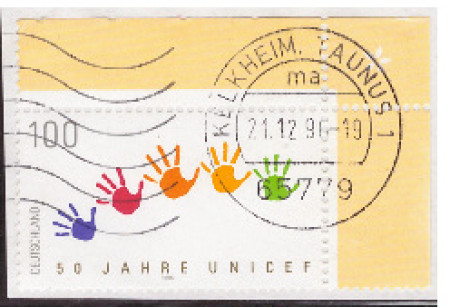 KELKHEIM, TAUNUS 1
ma
100
21.12.96-19
65779
DEUTSCHLAND
50 JAHRE UNICEF